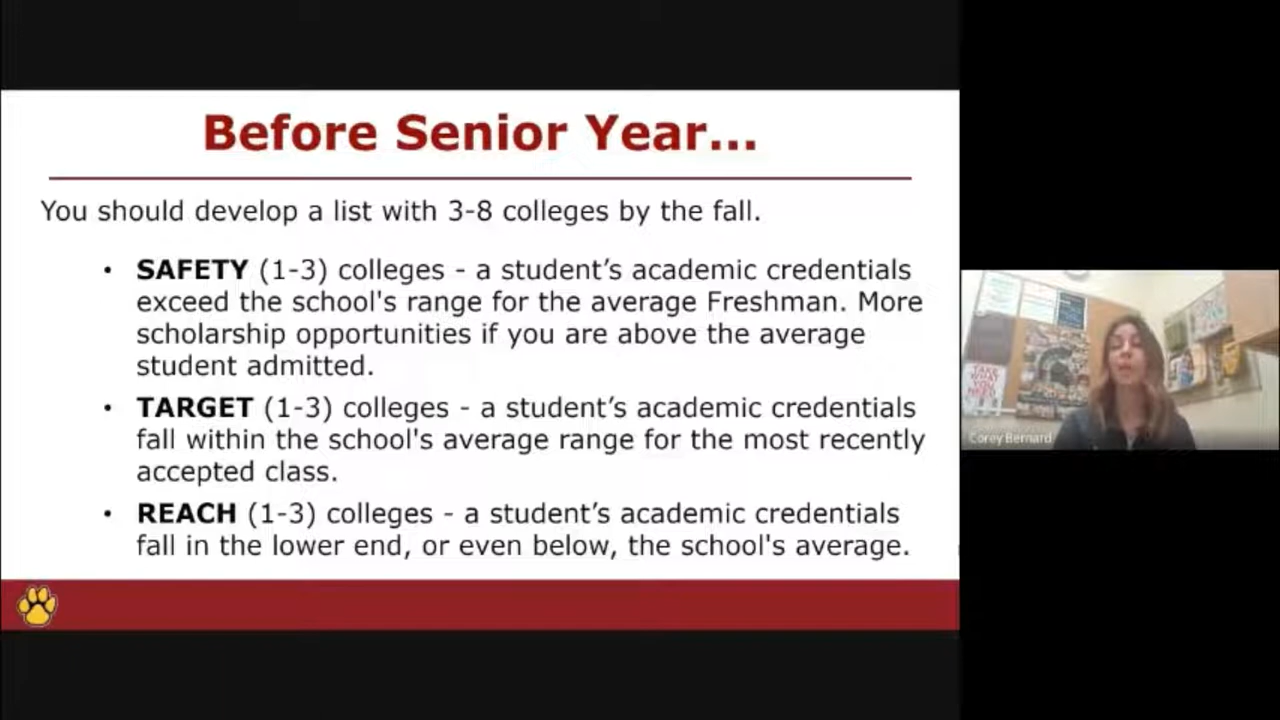 Before Senior Year...
You should develop a list with 3-8 colleges by the fall.
• SAFETY (1-3) colleges - a student’s academic credentials
exceed the school's range for the average Freshman. More
scholarship opportunities if you are above the average
student admitted.
• TARGET (1-3) colleges - a student’s academic credentials
fall within the school's average range for the most recently
accepted class.
• REACH (1-3) colleges - a student’s academic credentials
fall in the lower end, or even below, the school's average.
TAKE
WHAT
YOU
NEED
Corey Bernard